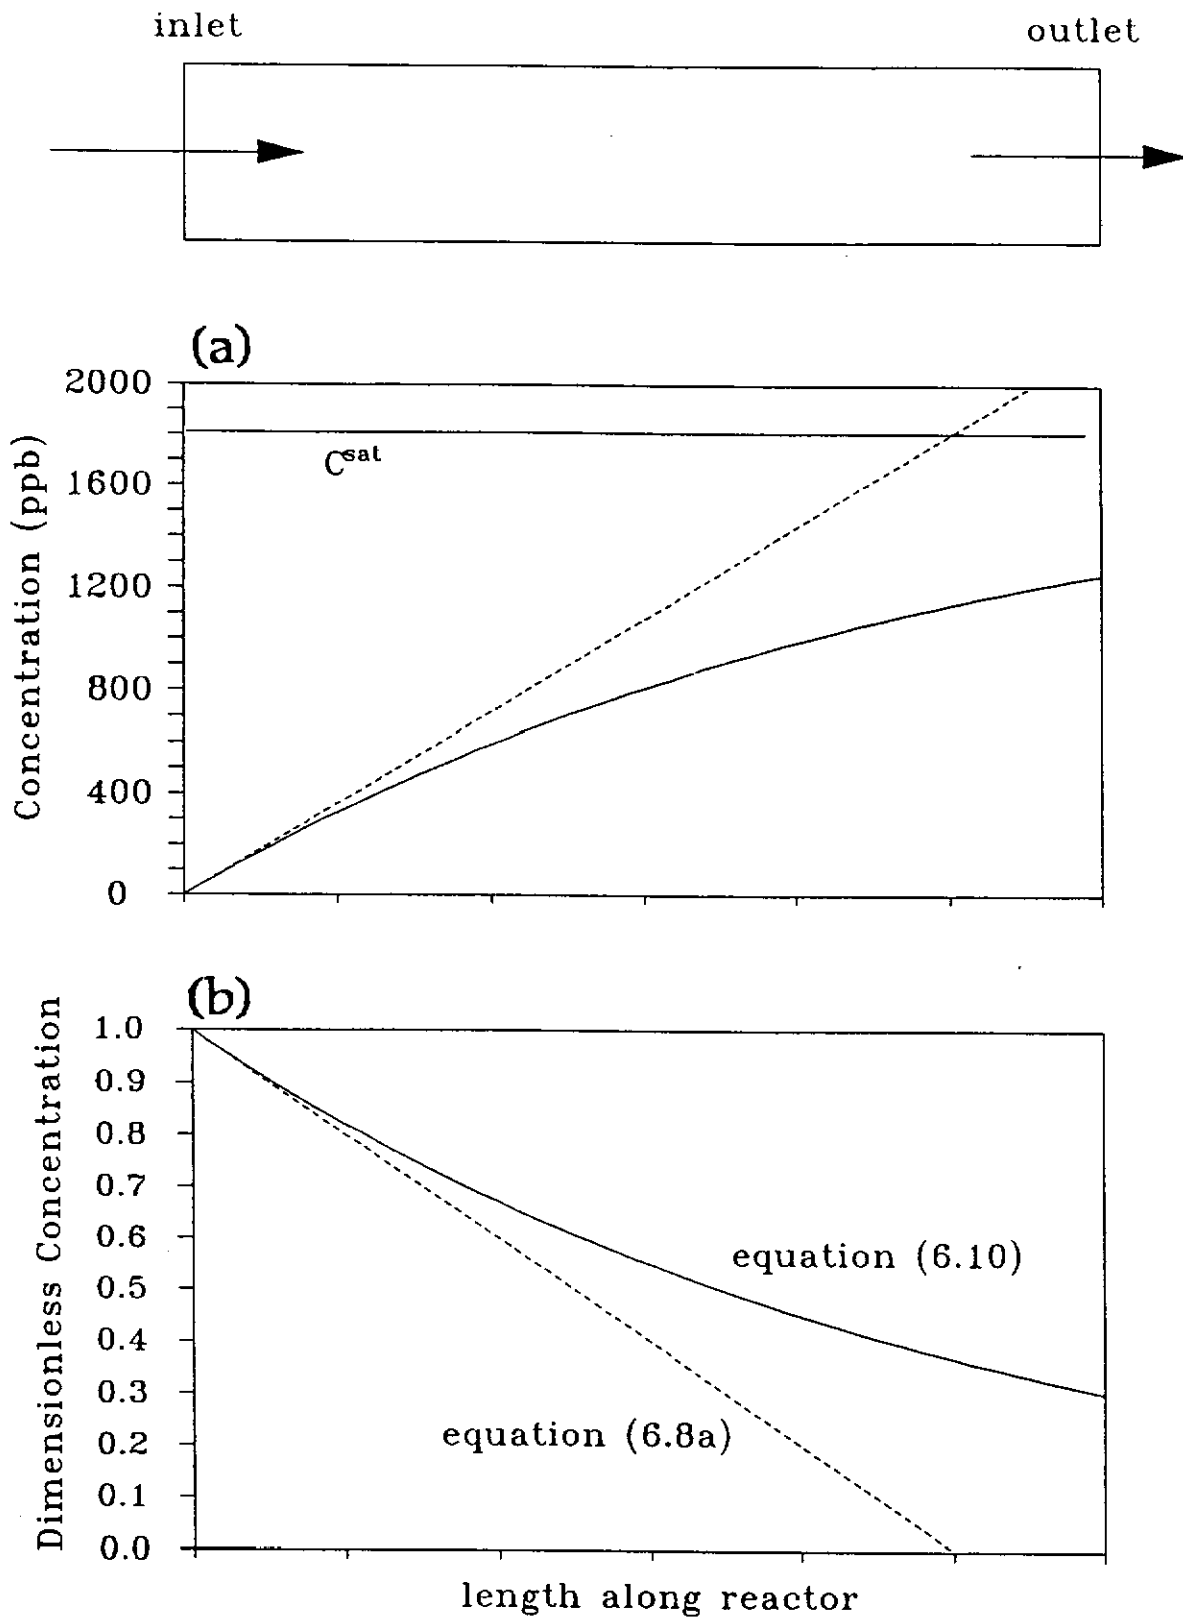 inlet
outlet
(a)
2000
1600
1200
800
400
0
Concentration (ppb)
C^sat
(b)
1.0
0.9
0.8
0.7
0.6
0.5
0.4
0.3
0.2
0.1
0.0
Dimensionless Concentration
equation (6.10)
equation (6.8a)
length along reactor